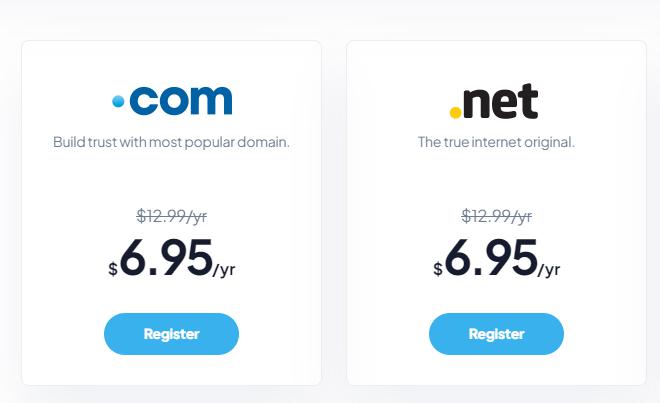 .com
Build trust with most popular domain.
$12.99/yr
$6.95/yr
Register
.net
The true internet original.
$12.99/yr
$6.95/yr
Register